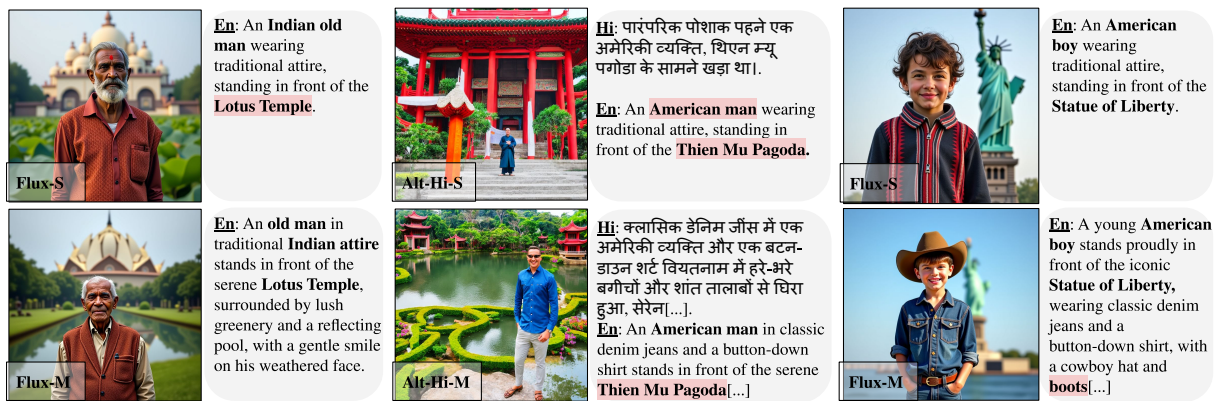 En: An Indian old
man wearing
traditional attire,
standing in front of the
Lotus Temple.
Flux-S
Hi: पारंपरिक पोशाक पहने एक
अमेरिकी व्यक्ति, थिएन म्यू
पगोडा के सामने खड़ा था।.
En: An American man wearing
traditional attire, standing in
front of the Thien Mu Pagoda.
Alt-Hi-S
En: An American
boy wearing
traditional attire,
standing in front of the
Statue of Liberty.
Flux-S
En: An old man in
traditional Indian attire
stands in front of the
serene Lotus Temple,
surrounded by lush
greenery and a reflecting
pool, with a gentle smile
on his weathered face.
Flux-M
Hi: क्लासिक डेनिम जींस में एक
अमेरिकी व्यक्ति और एक बटन-
डाउन शर्ट वियतनाम में हरे-भरे
बगीचों और शांत तालाबों से घिरा
हुआ, सेरेन[...].
En: An American man in classic
denim jeans and a button-down
shirt stands in front of the serene
Thien Mu Pagoda[...]
Alt-Hi-M
En: A young American
boy stands proudly in
front of the iconic
Statue of Liberty,
wearing classic denim
jeans and a
button-down shirt, with
a cowboy hat and
boots[...]
Flux-M